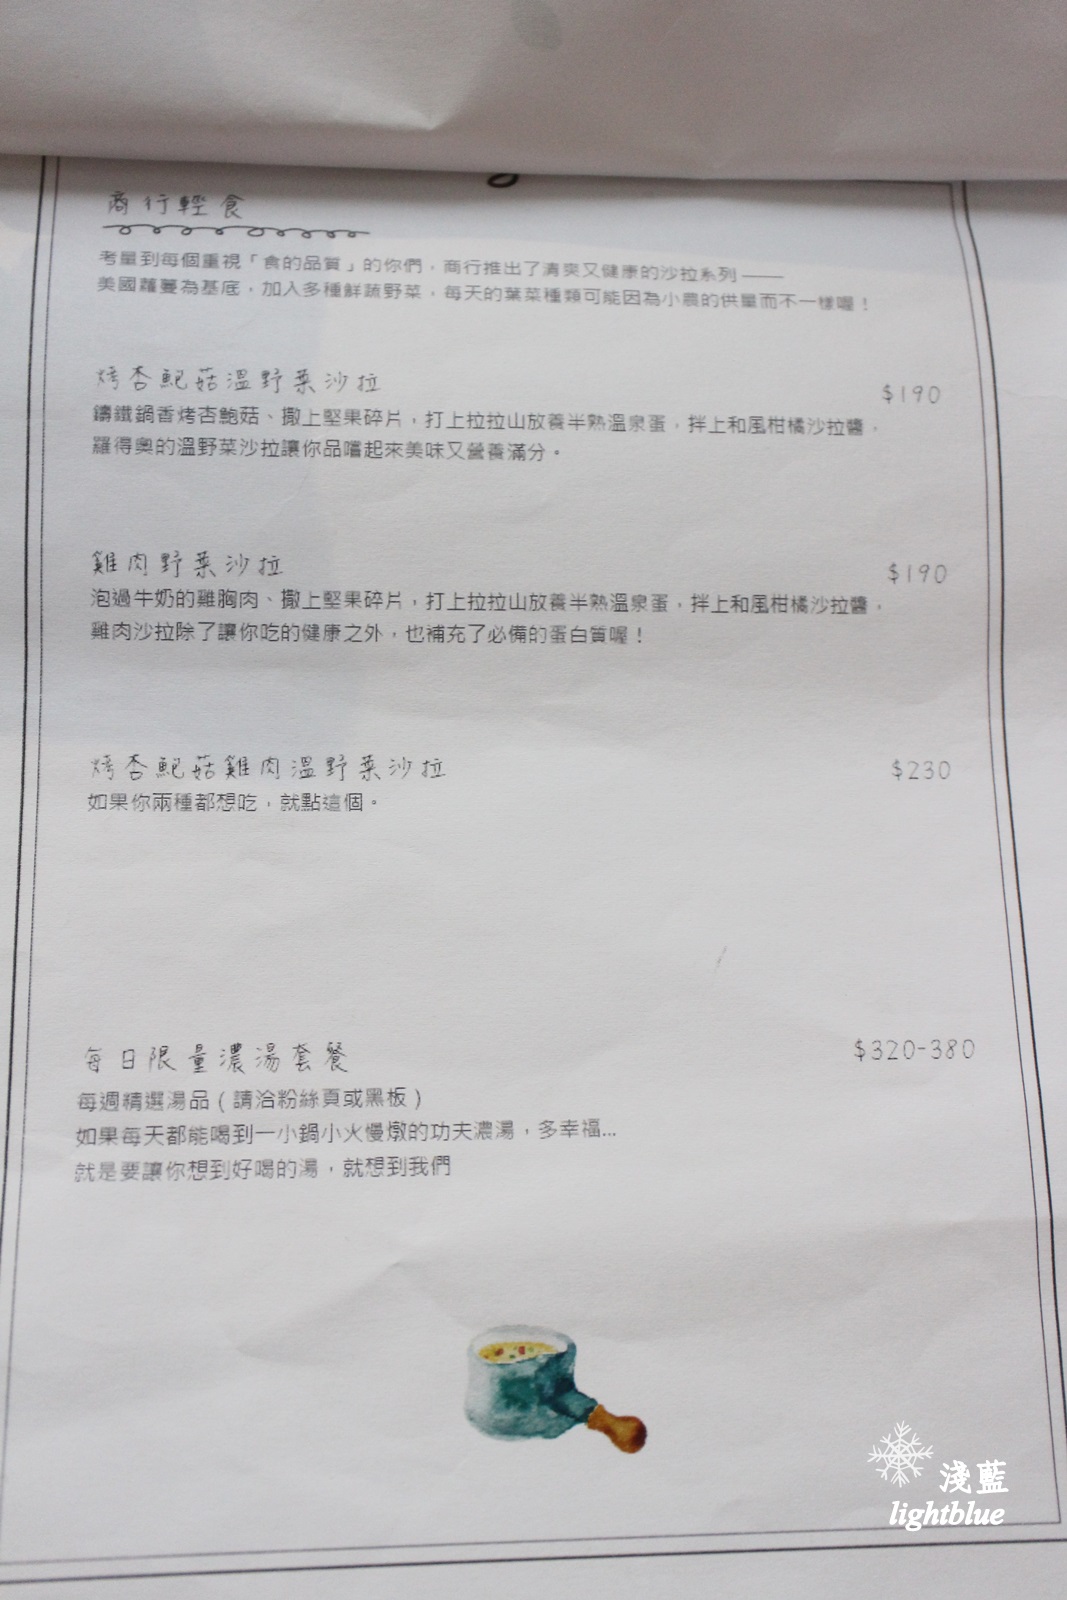 商行輕食
考量到每個重視「食的品質」的你們，商行推出了清爽又健康的沙拉系列——
美國蘿蔓為基底，加入多種鮮蔬野菜，每天的葉菜種類可能因為小農的供量而不一樣喔！
烤杏鮑菇溫野菜沙拉
$190
鑄鐵鍋香烤杏鮑菇、撒上堅果碎片，打上拉拉山放養半熟溫泉蛋，拌上和風柑橘沙拉醬，
羅得奧的溫野菜沙拉讓你品嚐起來美味又營養滿分。
雞肉野菜沙拉
$190
泡過牛奶的雞胸肉、撒上堅果碎片，打上拉拉山放養半熟溫泉蛋，拌上和風柑橘沙拉醬，
雞肉沙拉除了讓你吃的健康之外，也補充了必備的蛋白質喔！
烤杏鮑菇雞肉溫野菜沙拉
$230
如果你兩種都想吃，就點這個。
每日限量濃湯套餐
$320-380
每週精選湯品（請洽粉絲頁或黑板）
如果每天都能喝到一小鍋小火慢燉的功夫濃湯，多幸福...
就是要讓你想到好喝的湯，就想到我們
淺藍
lightblue